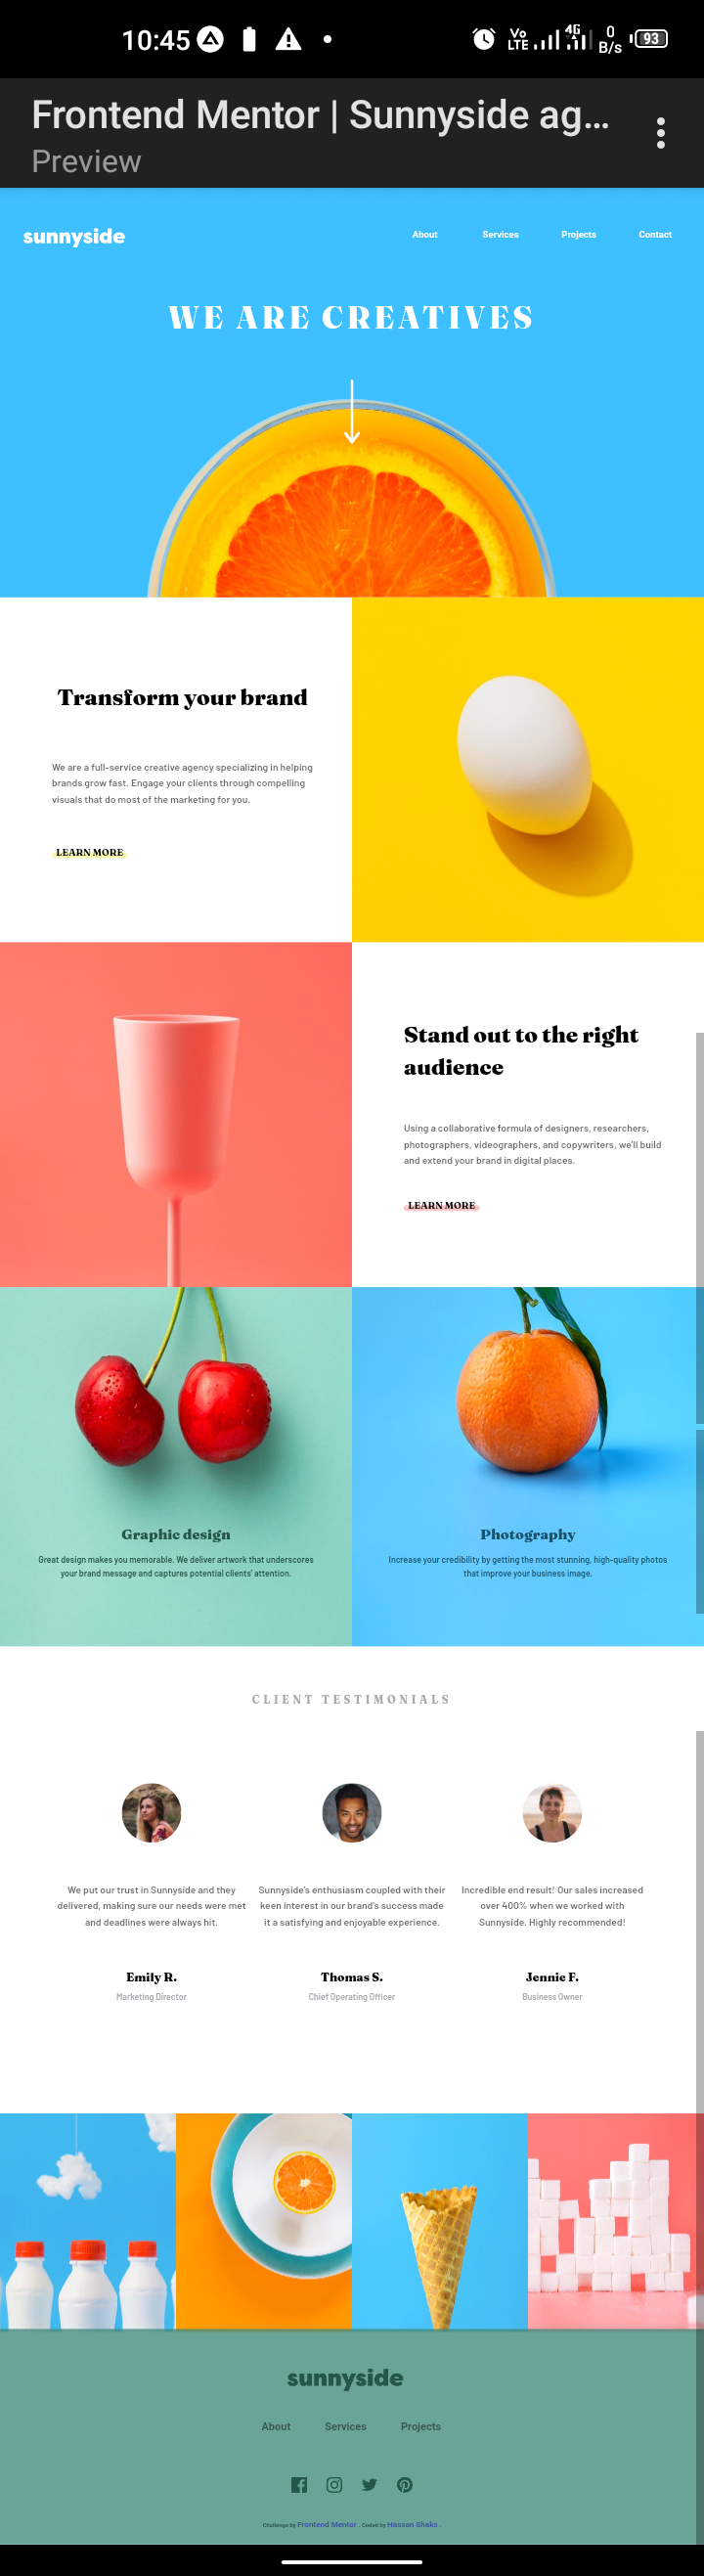 10:45 Vo LTE 4G 0 B/s 93
Frontend Mentor | Sunnyside ag...
Preview
sunnyside About Services Projects Contact
WE ARE CREATIVES
Transform your brand
We are a full-service creative agency specializing in helping
brands grow fast. Engage your clients through compelling
visuals that do most of the marketing for you.
LEARN MORE
Stand out to the right
audience
Using a collaborative formula of designers, researchers,
photographers, videographers, and copywriters, we'll build
and extend your brand in digital places.
LEARN MORE
Graphic design
Great design makes you memorable. We deliver artwork that underscores
your brand message and captures potential clients' attention.
Photography
Increase your credibility by getting the most stunning, high-quality photos
that improve your business image.
CLIENT TESTIMONIALS
We put our trust in Sunnyside and they
delivered, making sure our needs were met
and deadlines were always hit.
Emily R.
Marketing Director
Sunnyside's enthusiasm coupled with their
keen interest in our brand's success made
it a satisfying and enjoyable experience.
Thomas S.
Chief Operating Officer
Incredible end result! Our sales increased
over 400% when we worked with
Sunnyside. Highly recommended!
Jennie F.
Business Owner
sunnyside
About Services Projects
Challenge by Frontend Mentor . Coded by Hassan Shaks .